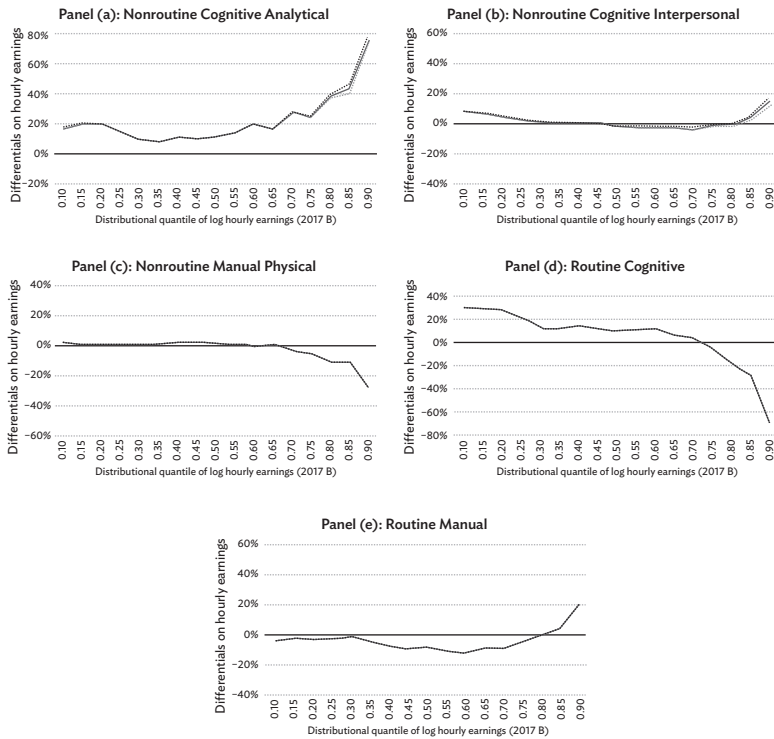 Panel (a): Nonroutine Cognitive Analytical
Differentials on hourly earnings
80%
60%
40%
20%
0%
−20%
0.10 0.15 0.20 0.25 0.30 0.35 0.40 0.45 0.50 0.55 0.60 0.65 0.70 0.75 0.80 0.85 0.90
Distributional quantile of log hourly earnings (2017 B)
Panel (b): Nonroutine Cognitive Interpersonal
Differentials on hourly earnings
60%
40%
20%
0%
−20%
−40%
0.10 0.15 0.20 0.25 0.30 0.35 0.40 0.45 0.50 0.55 0.60 0.65 0.70 0.75 0.80 0.85 0.90
Distributional quantile of log hourly earnings (2017 B)
Panel (c): Nonroutine Manual Physical
Differentials on hourly earnings
40%
20%
0%
−20%
−40%
−60%
0.10 0.15 0.20 0.25 0.30 0.35 0.40 0.45 0.50 0.55 0.60 0.65 0.70 0.75 0.80 0.85 0.90
Distributional quantile of log hourly earnings (2017 B)
Panel (d): Routine Cognitive
Differentials on hourly earnings
40%
20%
0%
−20%
−40%
−60%
−80%
0.10 0.15 0.20 0.25 0.30 0.35 0.40 0.45 0.50 0.55 0.60 0.65 0.70 0.75 0.80 0.85 0.90
Distributional quantile of log hourly earnings (2017 B)
Panel (e): Routine Manual
Differentials on hourly earnings
60%
40%
20%
0%
−20%
−40%
0.10 0.15 0.20 0.25 0.30 0.35 0.40 0.45 0.50 0.55 0.60 0.65 0.70 0.75 0.80 0.85 0.90
Distributional quantile of log hourly earnings (2017 B)